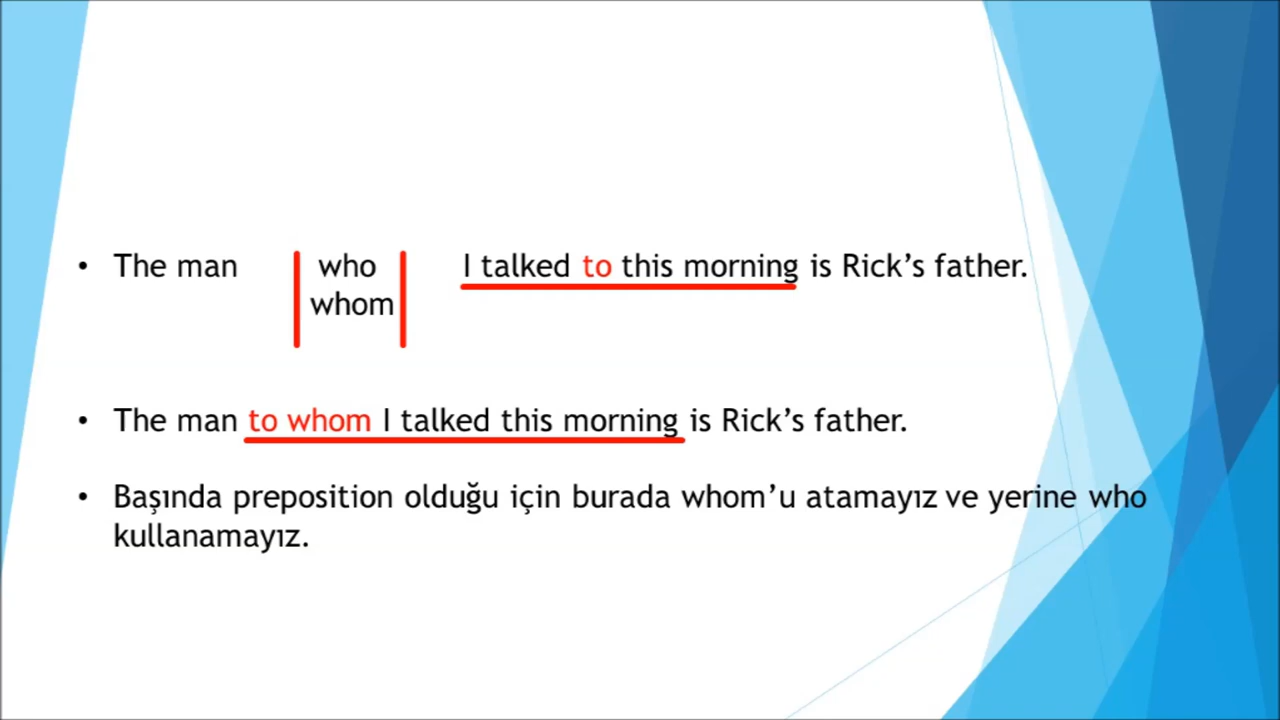 • The man who I talked to this morning is Rick’s father.
whom
• The man to whom I talked this morning is Rick’s father.
• Başında preposition olduğu için burada whom’u atamayız ve yerine who
kullanamayız.